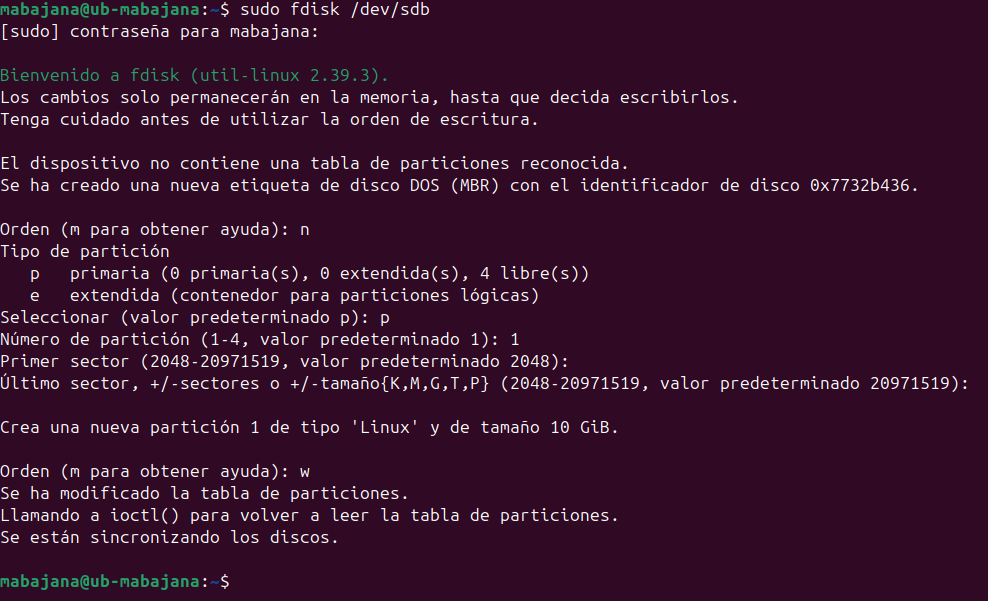 mabajana@ub-mabajana:~$ sudo fdisk /dev/sdb
[sudo] contraseña para mabajana:
Bienvenido a fdisk (util-linux 2.39.3).
Los cambios solo permanecerán en la memoria, hasta que decida escribirlos.
Tenga cuidado antes de utilizar la orden de escritura.
El dispositivo no contiene una tabla de particiones reconocida.
Se ha creado una nueva etiqueta de disco DOS (MBR) con el identificador de disco 0x7732b436.
Orden (m para obtener ayuda): n
Tipo de partición
   p   primaria (0 primaria(s), 0 extendida(s), 4 libre(s))
   e   extendida (contenedor para particiones lógicas)
Seleccionar (valor predeterminado p): p
Número de partición (1-4, valor predeterminado 1): 1
Primer sector (2048-20971519, valor predeterminado 2048):
Último sector, +/-sectores o +/-tamaño{K,M,G,T,P} (2048-20971519, valor predeterminado 20971519):
Crea una nueva partición 1 de tipo 'Linux' y de tamaño 10 GiB.
Orden (m para obtener ayuda): w
Se ha modificado la tabla de particiones.
Llamando a ioctl() para volver a leer la tabla de particiones.
Se están sincronizando los discos.
mabajana@ub-mabajana:~$